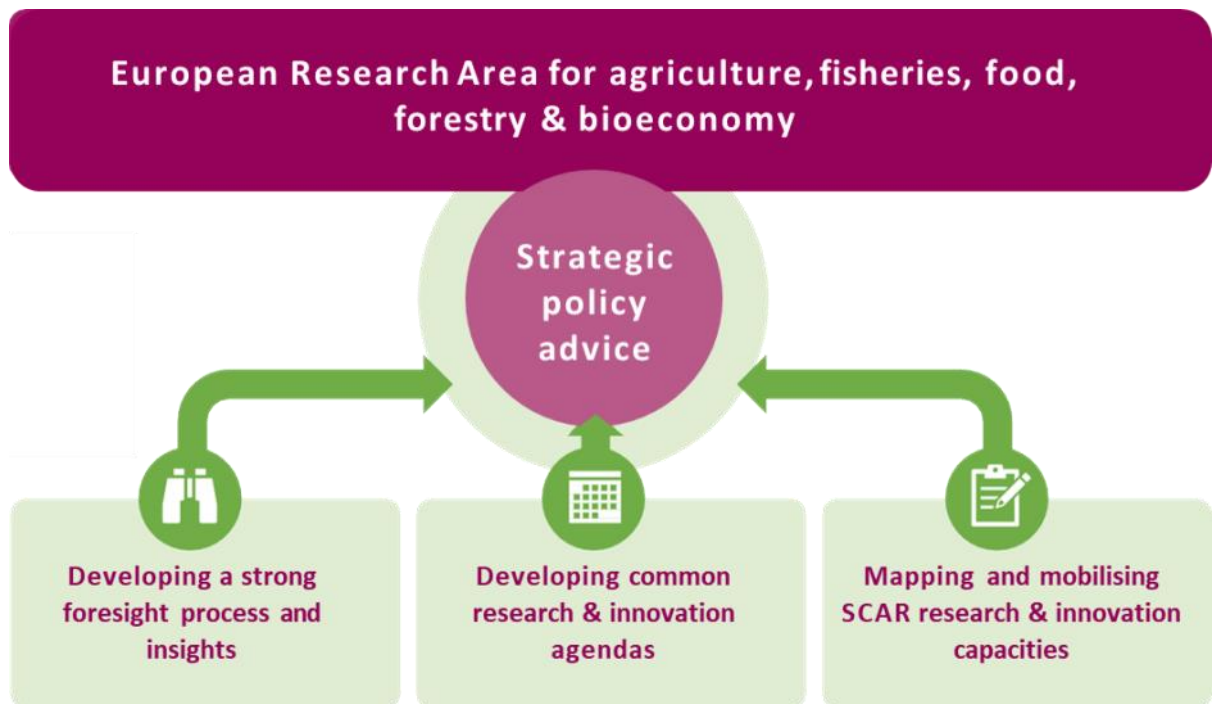 European Research Area for agriculture, fisheries, food,
forestry & bioeconomy
Strategic
policy
advice
Developing a strong
foresight process and
insights
Developing common
research & innovation
agendas
Mapping and mobilising
SCAR research & innovation
capacities